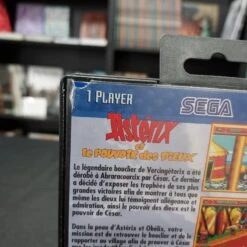 1 PLAYER
SEGA
Astérix
et
le POUVOIR des DIEUX
Le légendaire bouclier de Vercingétorix a été
dérobé à Abraracourcix par César. Ce dernier
a décidé d'exposer les trophées de ses plus
grandes victoires afin de montrer à tous que
même les dieux lui témoignent allégeance et
admiration, ainsi le pouvoir des dieux est le
pouvoir de César.
Dans la peau d'Astérix et Obélix, votre
mission est de retrouver le bouclier et de le
rapporter au village afin de pouvoir à César